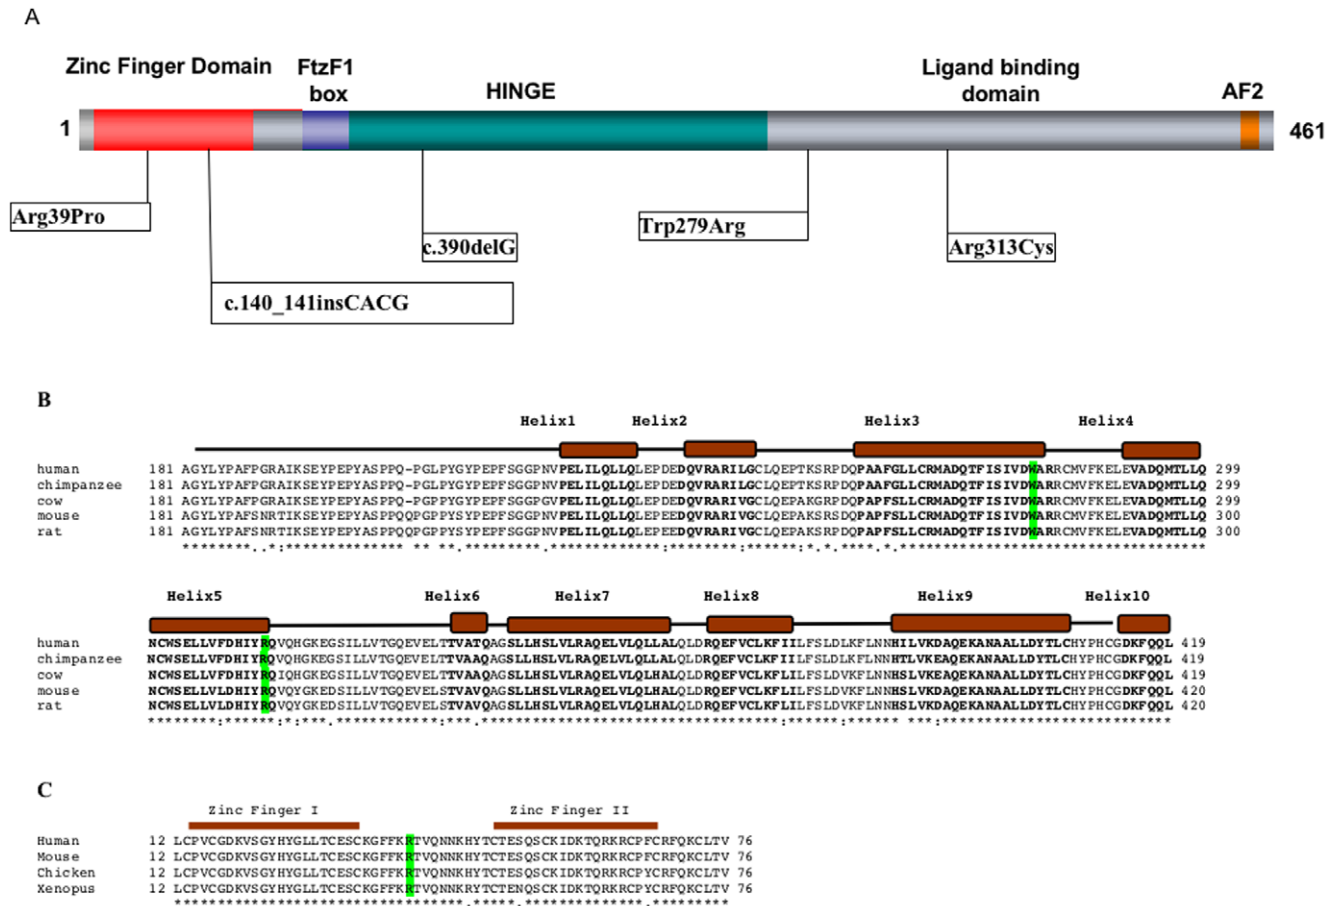 A
Zinc Finger Domain
FtzF1
box
HINGE
Ligand binding
domain
AF2
1
461
Arg39Pro
c.390delG
Trp279Arg
Arg313Cys
c.140_141insCACG
B
Helix1 Helix2 Helix3 Helix4
human 181 AGYLYPAFPGRAIKSEYPEPYASPPQ-PGLPYGYPEPFSGGPNVPELILQLLQLEPDEDQVRARILGCLQEPTKSRPDQPAAFGLLCRMADQTFISIVDWARRCMVFKELEVADQMTLLQ 299
chimpanzee 181 AGYLYPAFPGRAIKSEYPEPYASPPQ-PGLPYGYPEPFSGGPNVPELILQLLQLEPDEDQVRARILGCLQEPTKSRPDQPAAFGLLCRMADQTFISIVDWARRCMVFKELEVADQMTLLQ 299
cow 181 AGYLYPAFPGRAIKSEYPEPYASPPQ-PGPPYGYPEPFSGGPGVPELILQLLQLEPDEDQVRARIVGCLQEPAKGRPDQPAPFSLLCRMADQTFISIVDWARRCMVFKELEVADQMTLLQ 299
mouse 181 AGYLYPAFSNRTIKSEYPEPYASPPQQPGPPYSYPEPFSGGPNVPELILQLLQLEPEEDQVRARIVGCLQEPAKSRSDQPAPFSLLCRMADQTFISIVDWARRCMVFKELEVADQMTLLQ 300
rat 181 AGYLYPAFSNRTIKSEYPEPYASPPQQPGPPYSYPEPFSGGPNVPELILQLLQLEPEEDQVRARIVGCLQEPAKSRPDQPAPFSLLCRMADQTFISIVDWARRCMVFKELEVADQMTLLQ 300
Helix5 Helix6 Helix7 Helix8 Helix9 Helix10
human NCWSELLVFDHIYRQVQHGKEGSILLVTGQEVELTTVATQAGSLLHSLVLRAQELVLQLLALQLDRQEFVCLKFIILFSLDLKFLNNHILVKDAQEKANAALLDYTLCHYPHCGDKFQQL 419
chimpanzee NCWSELLVFDHIYRQVQHGKEGSILLVTGQEVELTTVAAQAGSLLHSLVLRAQELVLQLLALQLDRQEFVCLKFIILFSLDLKFLNNHTLVKEAQEKANAALLDYTLCHYPHCGDKFQQL 419
cow NCWSELLVFDHIYRQIQHGKEGSILLVTGQEVELTTVAAQAGSLLHSLVLRAQELVLQLHALQLDRQEFVCLKFLILFSLDLKFLNNHSLVKDAQEKANAALLDYTLCHYPHCGDKFQQL 419
mouse NCWSELLVLDHIYRQVQYGKEDSILLVTGQEVELSTVAVQAGSLLHSLVLRAQELVLQLHALQLDRQEFVCLKFLILFSLDVKFLNNHSLVKDAQEKANAALLDYTLCHYPHCGDKFQQL 420
rat NCWSELLVLDHIYRQVQYGKEDSILLVTGQEVELSTVAVQAGSLLHSLVLRAQELVLQLHALQLDRQEFVCLKFLILFSLDVKFLNNHSLVKDAQEKANAALLDYTLCHYPHCGDKFQQL 420
C
Zinc Finger I Zinc Finger II
Human 12 LCPVCGDKVSGYHYGLLTCESCKGFFKRTVQNNKHYTCTESQSCKIDKTQRKRCPFCRFQKCLTV 76
Mouse 12 LCPVCGDKVSGYHYGLLTCESCKGFFKRTVQNNKHYTCTESQSCKIDKTQRKRCPFCRFQKCLTV 76
Chicken 12 LCPVCGDKVSGYHYGLLTCESCKGFFKRTVQNNKHYTCTESQSCKIDKTQRKRCPYCRFQKCLTV 76
Xenopus 12 LCPVCGDKVSGYHYGLLTCESCKGFFKRTVQNNKRYTCTENQSCKIDKTQRKRCPYCRFQKCLTV 76